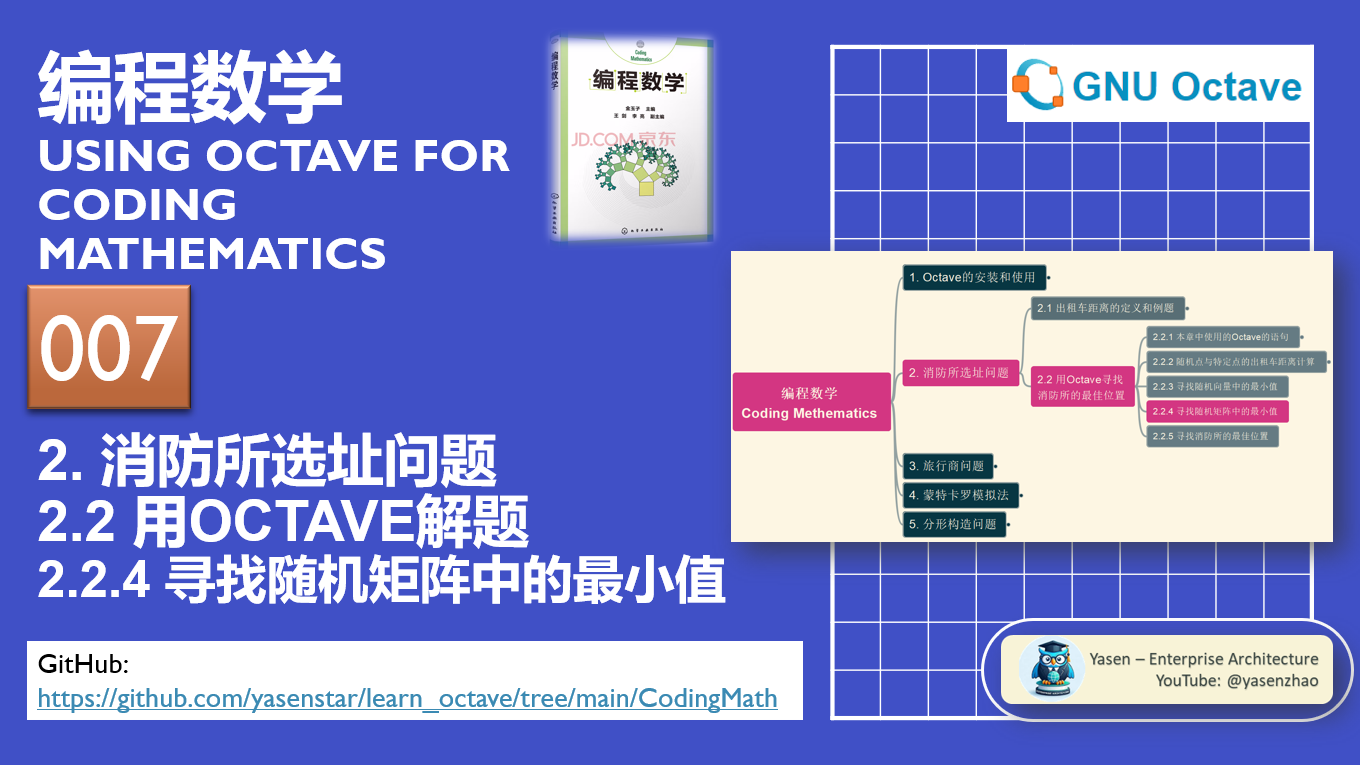 编程数学
USING OCTAVE FOR
CODING
MATHEMATICS
007
2. 消防所选址问题
2.2 用OCTAVE解题
2.2.4 寻找随机矩阵中的最小值
GitHub:
https://github.com/yasenstar/learn_octave/tree/main/CodingMath
编程数学
Coding
Mathematics
编程数学
金玉子 主编
JD.COM 京东
化学工业出版社
GNU Octave
编程数学
Coding Methematics
1. Octave的安装和使用
2. 消防所选址问题
2.1 出租车距离的定义和例题
2.2 用Octave寻找
消防所的最佳位置
2.2.1 本章中使用的Octave的语句
2.2.2 随机点与特定点的出租车距离计算
2.2.3 寻找随机向量中的最小值
2.2.4 寻找随机矩阵中的最小值
2.2.5 寻找消防所的最佳位置
3. 旅行商问题
4. 蒙特卡罗模拟法
5. 分形构造问题
Yasen – Enterprise Architecture
YouTube: @yasenzhao